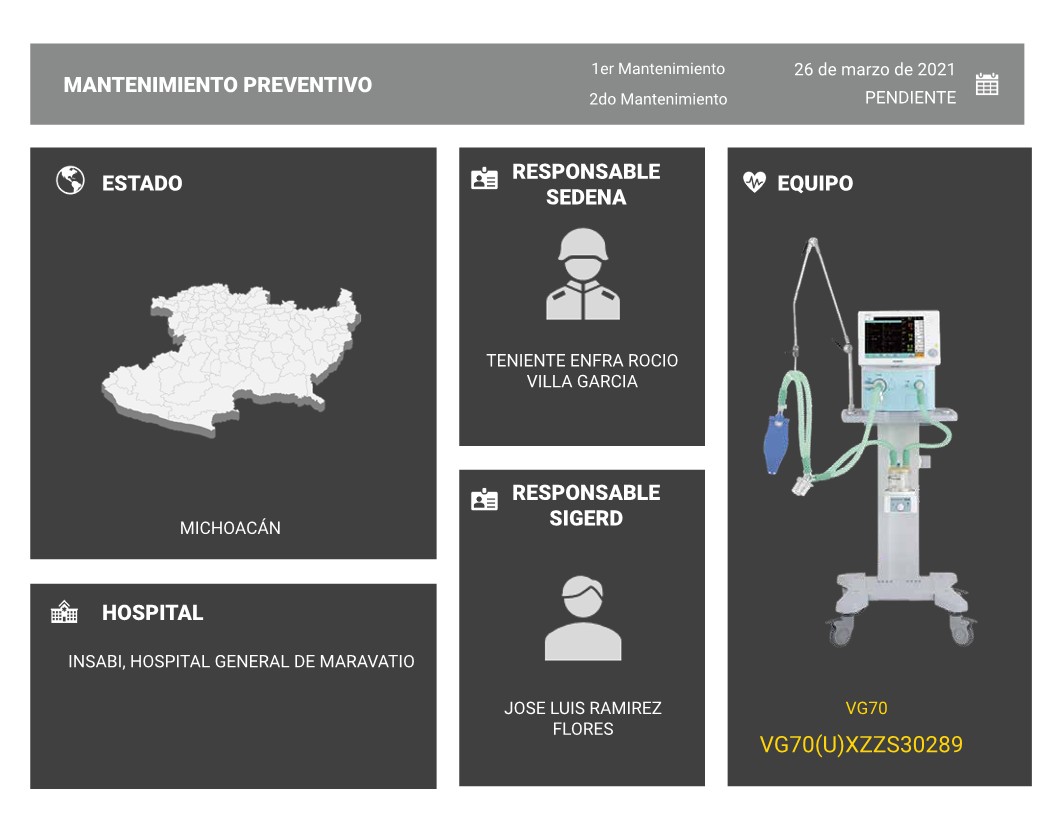 MANTENIMIENTO PREVENTIVO
1er Mantenimiento
26 de marzo de 2021
2do Mantenimiento
PENDIENTE
ESTADO
MICHOACÁN
HOSPITAL
INSABI, HOSPITAL GENERAL DE MARAVATIO
RESPONSABLE
SEDENA
TENIENTE ENFRA ROCIO
VILLA GARCIA
RESPONSABLE
SIGERD
JOSE LUIS RAMIREZ
FLORES
EQUIPO
VG70
VG70(U)XZZS30289